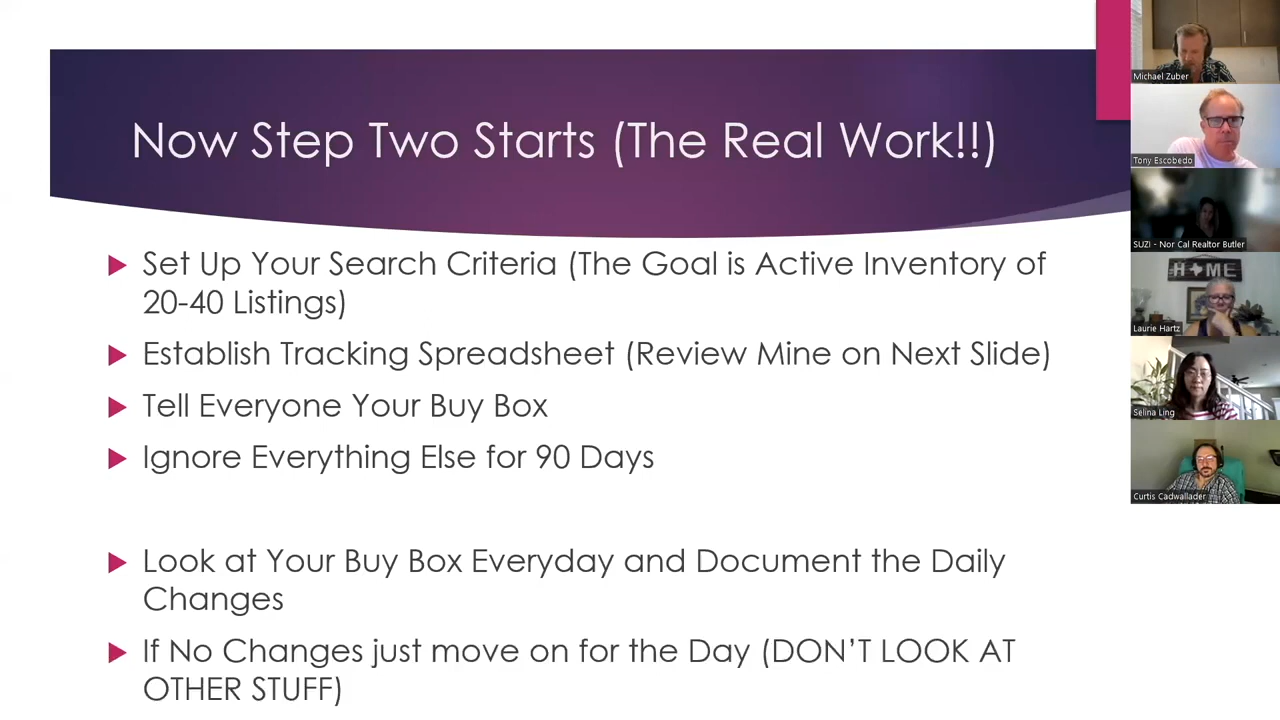 Now Step Two Starts (The Real Work!!)
Set Up Your Search Criteria (The Goal is Active Inventory of
20-40 Listings)
Establish Tracking Spreadsheet (Review Mine on Next Slide)
Tell Everyone Your Buy Box
Ignore Everything Else for 90 Days
Look at Your Buy Box Everyday and Document the Daily
Changes
If No Changes just move on for the Day (DON'T LOOK AT
OTHER STUFF)
Michael Zuber
Tony Escobedo
SUZI - Nor Cal Realtor Butler
H ME
Laurie Hartz
Selina Ling
Curtis Cadwallader